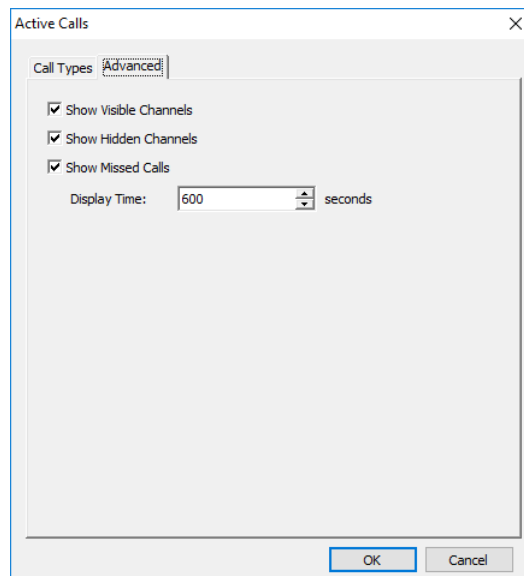 Active Calls
Call Types Advanced
Show Visible Channels
Show Hidden Channels
Show Missed Calls
Display Time: 600 seconds
OK Cancel